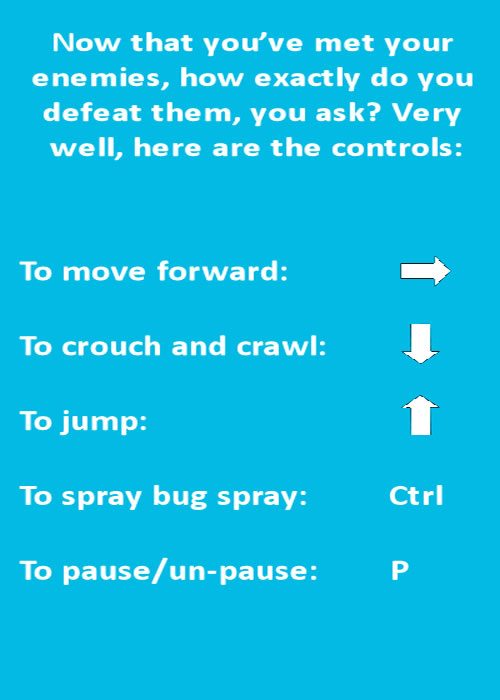 Now that you’ve met your
enemies, how exactly do you
defeat them, you ask? Very
well, here are the controls:
To move forward:
To crouch and crawl:
To jump:
To spray bug spray: Ctrl
To pause/un-pause: P